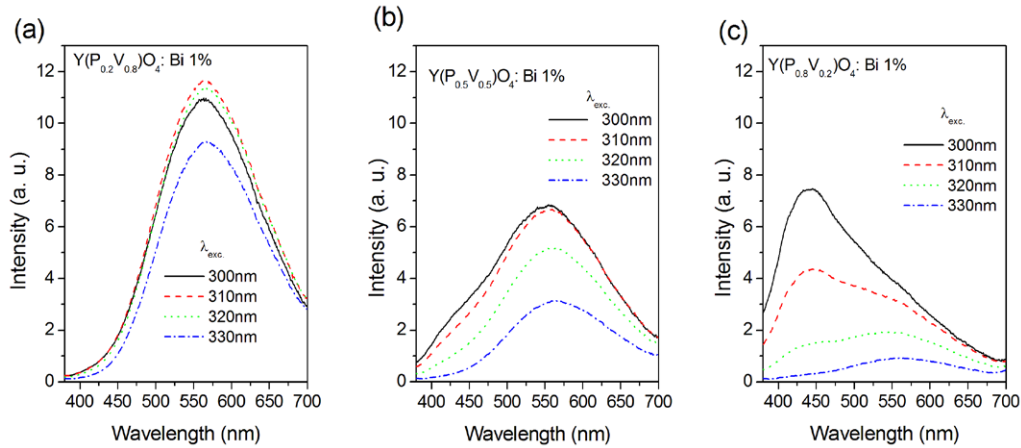 (a)
Y(P0.2V0.8)O4: Bi 1%
λexc.
300nm
310nm
320nm
330nm
Intensity (a. u.)
0
2
4
6
8
10
12
400 450 500 550 600 650 700
Wavelength (nm)
(b)
Y(P0.5V0.5)O4: Bi 1%
λexc.
300nm
310nm
320nm
330nm
Intensity (a. u.)
0
2
4
6
8
10
12
400 450 500 550 600 650 700
Wavelength (nm)
(c)
Y(P0.8V0.2)O4: Bi 1%
λexc.
300nm
310nm
320nm
330nm
Intensity (a. u.)
0
2
4
6
8
10
12
400 450 500 550 600 650 700
Wavelength (nm)